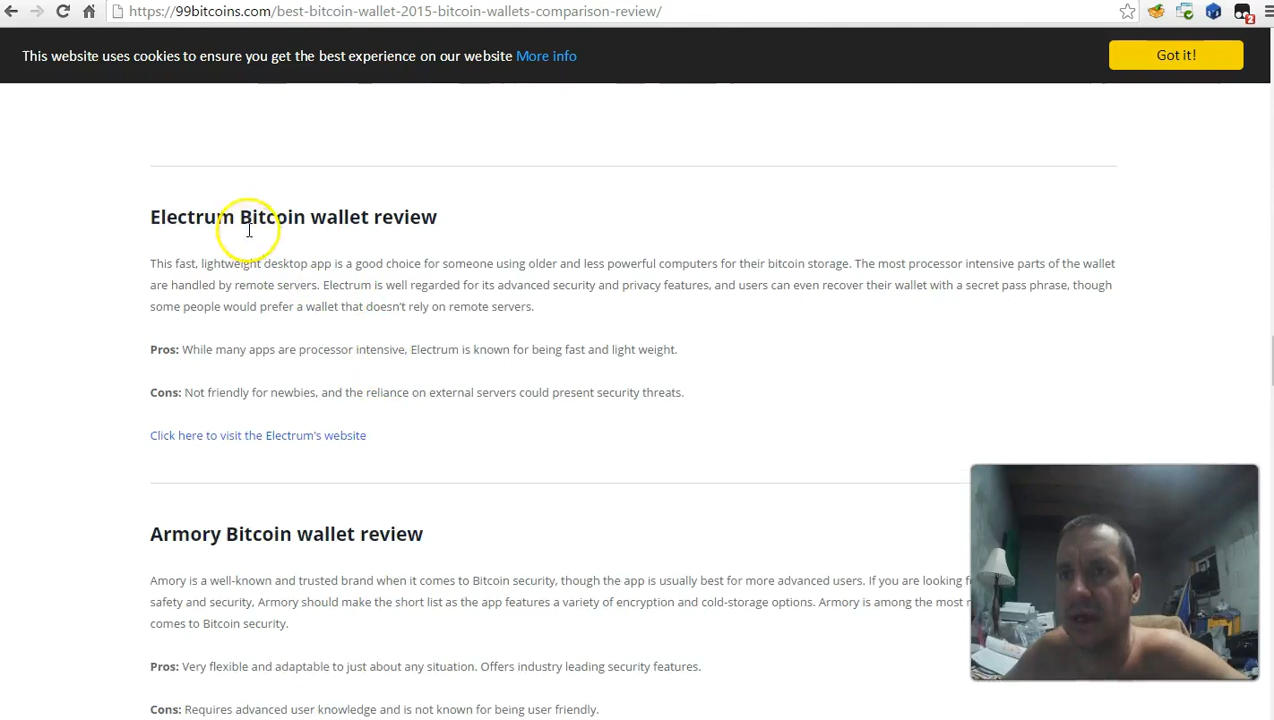 https://99bitcoins.com/best-bitcoin-wallet-2015-bitcoin-wallets-comparison-review/
2
This website uses cookies to ensure you get the best experience on our website More info
Got it!
Electrum Bitcoin wallet review
This fast, lightweight desktop app is a good choice for someone using older and less powerful computers for their bitcoin storage. The most processor intensive parts of the wallet
are handled by remote servers. Electrum is well regarded for its advanced security and privacy features, and users can even recover their wallet with a secret pass phrase, though
some people would prefer a wallet that doesn't rely on remote servers.
Pros: While many apps are processor intensive, Electrum is known for being fast and light weight.
Cons: Not friendly for newbies, and the reliance on external servers could present security threats.
Click here to visit the Electrum's website
Armory Bitcoin wallet review
Amory is a well-known and trusted brand when it comes to Bitcoin security, though the app is usually best for more advanced users. If you are looking
safety and security, Armory should make the short list as the app features a variety of encryption and cold-storage options. Armory is among the most
comes to Bitcoin security.
Pros: Very flexible and adaptable to just about any situation. Offers industry leading security features.
Cons: Requires advanced user knowledge and is not known for being user friendly.